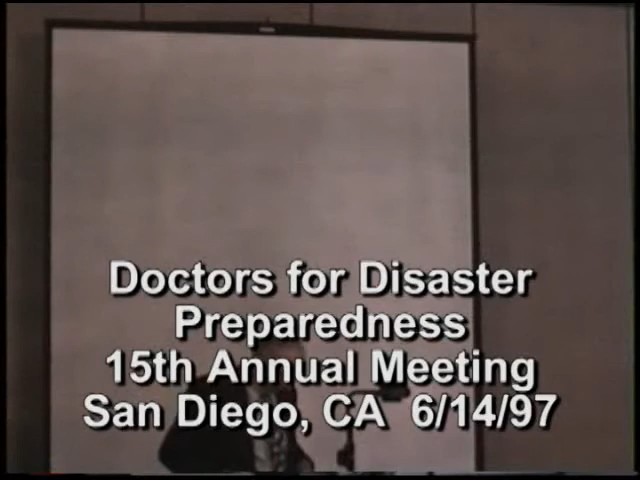 Doctors for Disaster
Preparedness
15th Annual Meeting
San Diego, CA 6/14/97